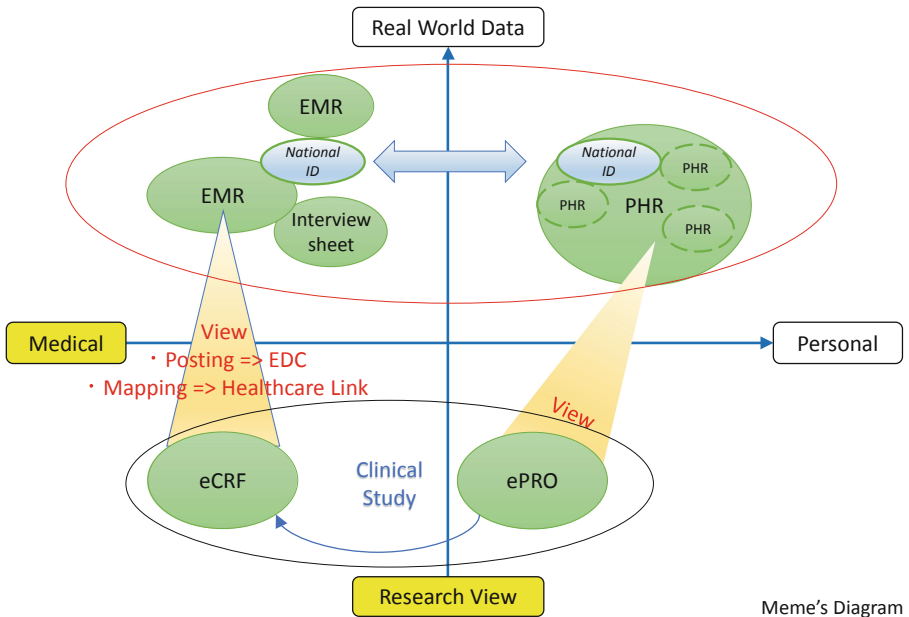 Real World Data
EMR
National
ID
EMR
Interview
sheet
National
ID
PHR
PHR
PHR
PHR
Medical
Personal
View
・Posting => EDC
・Mapping => Healthcare Link
View
eCRF
Clinical
Study
ePRO
Research View
Meme's Diagram